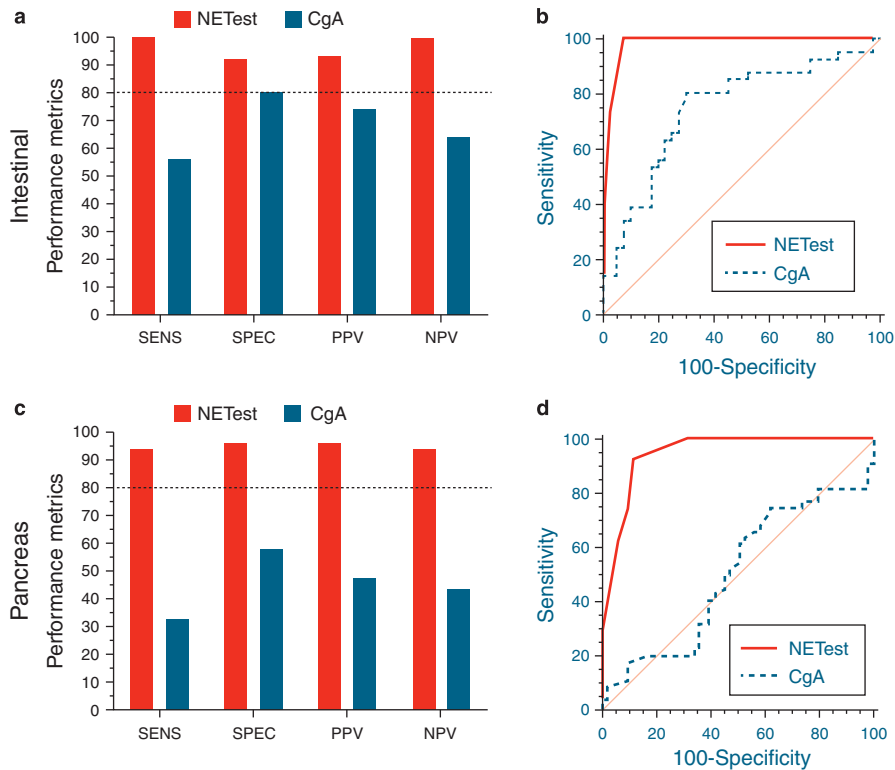 a
NETest CgA
Intestinal
Performance metrics
100
90
80
70
60
50
40
30
20
10
0
SENS SPEC PPV NPV
b
Sensitivity
100
80
60
40
20
0
NETest
CgA
0 20 40 60 80 100
100-Specificity
c
NETest CgA
Pancreas
Performance metrics
100
90
80
70
60
50
40
30
20
10
0
SENS SPEC PPV NPV
d
Sensitivity
100
80
60
40
20
0
NETest
CgA
0 20 40 60 80 100
100-Specificity